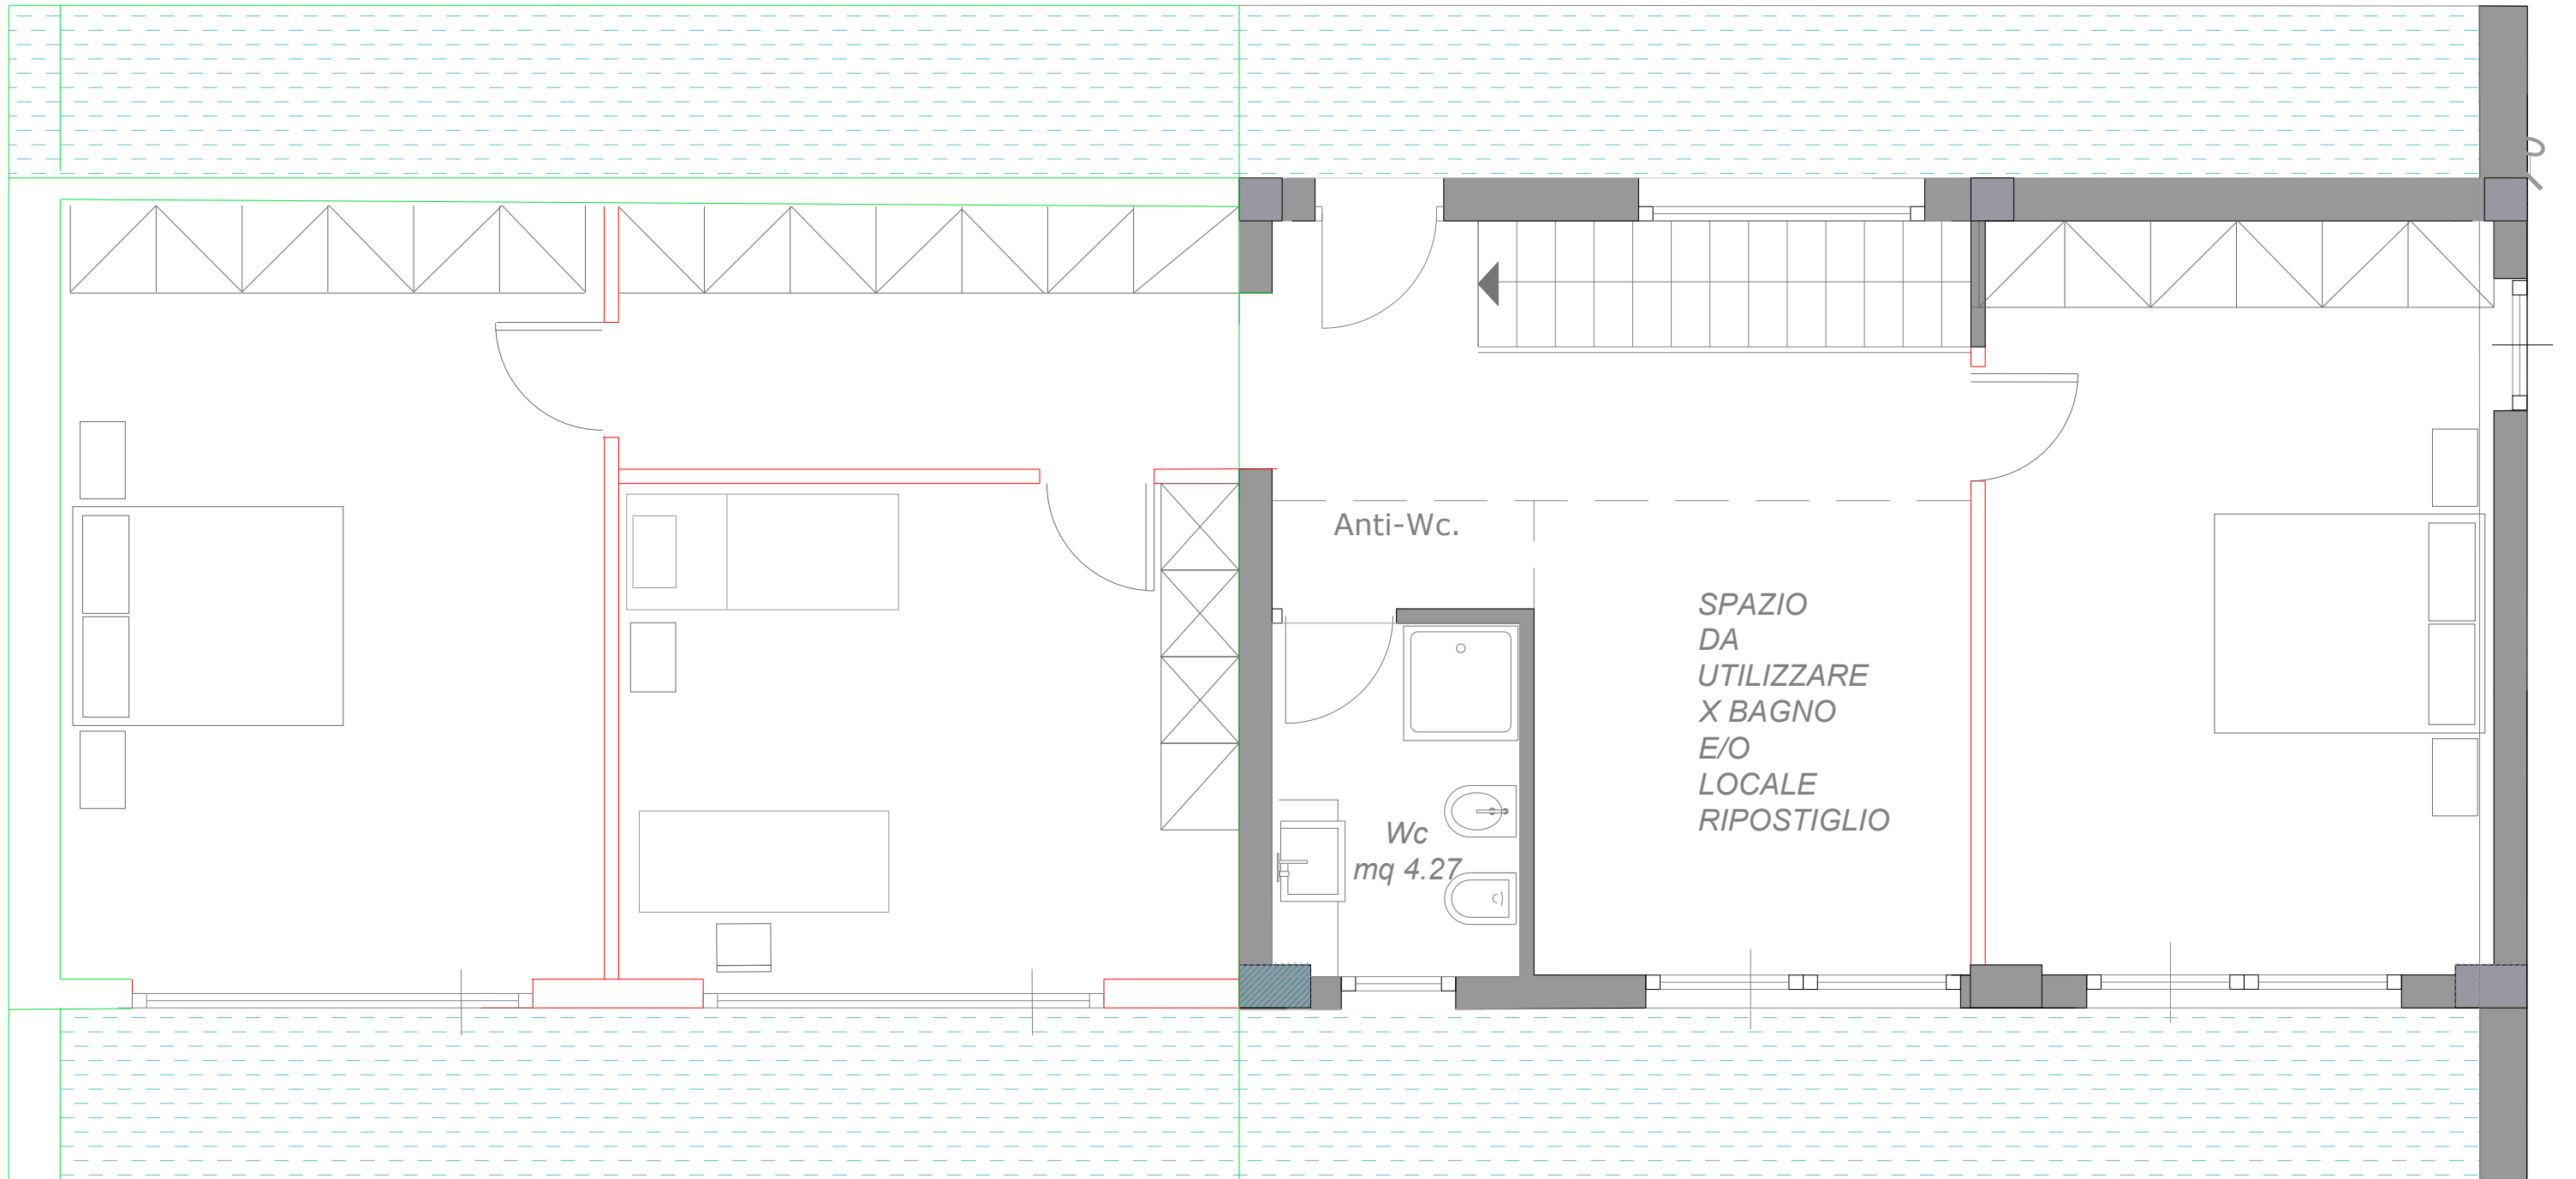 Anti-Wc.
SPAZIO
DA
UTILIZZARE
X BAGNO
E/O
LOCALE
RIPOSTIGLIO
Wc
mq 4.27